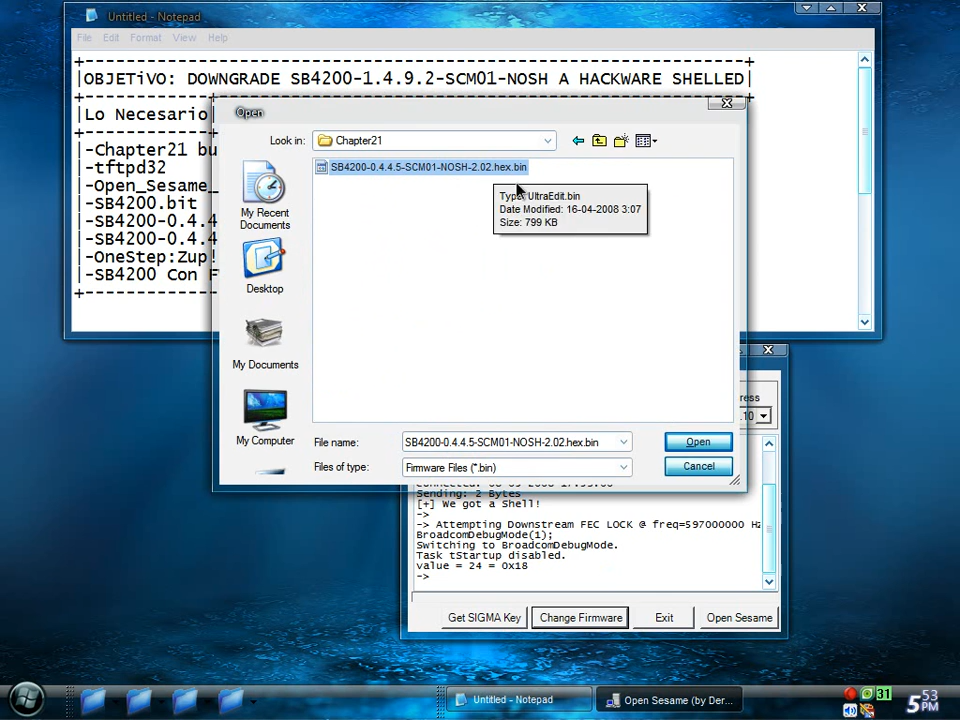 Untitled - Notepad
File Edit Format View Help
+---------------------------------------------------------+
|OBJETiVO: DOWNGRADE SB4200-1.4.9.2-SCM01-NOSH A HACKWARE SHELLED|
|Lo Necesario|
|-Chapter21 bu
|-tftpd32
|-Open_Sesame_
|-SB4200.bit
|-SB4200-0.4.4
|-SB4200-0.4.4
|-OneStep:Zup!
|-SB4200 Con F
Open
Look in: Chapter21
SB4200-0.4.4.5-SCM01-NOSH-2.02.hex.bin
Type: UltraEdit.bin
Date Modified: 16-04-2008 3:07
Size: 799 KB
My Recent
Documents
Desktop
My Documents
My Computer
File name: SB4200-0.4.4.5-SCM01-NOSH-2.02.hex.bin Open
Files of type: Firmware Files (*.bin) Cancel
ress
.10
Sending: 2 Bytes
[+] We got a Shell!
->
-> Attempting Downstream FEC LOCK @ freq=597000000 Hz
BroadcomDebugMode(1);
Switching to BroadcomDebugMode.
Task tStartup disabled.
value = 24 = 0x18
->
Get SIGMA Key Change Firmware Exit Open Sesame
Untitled - Notepad Open Sesame (by Der... 31 5 53 PM